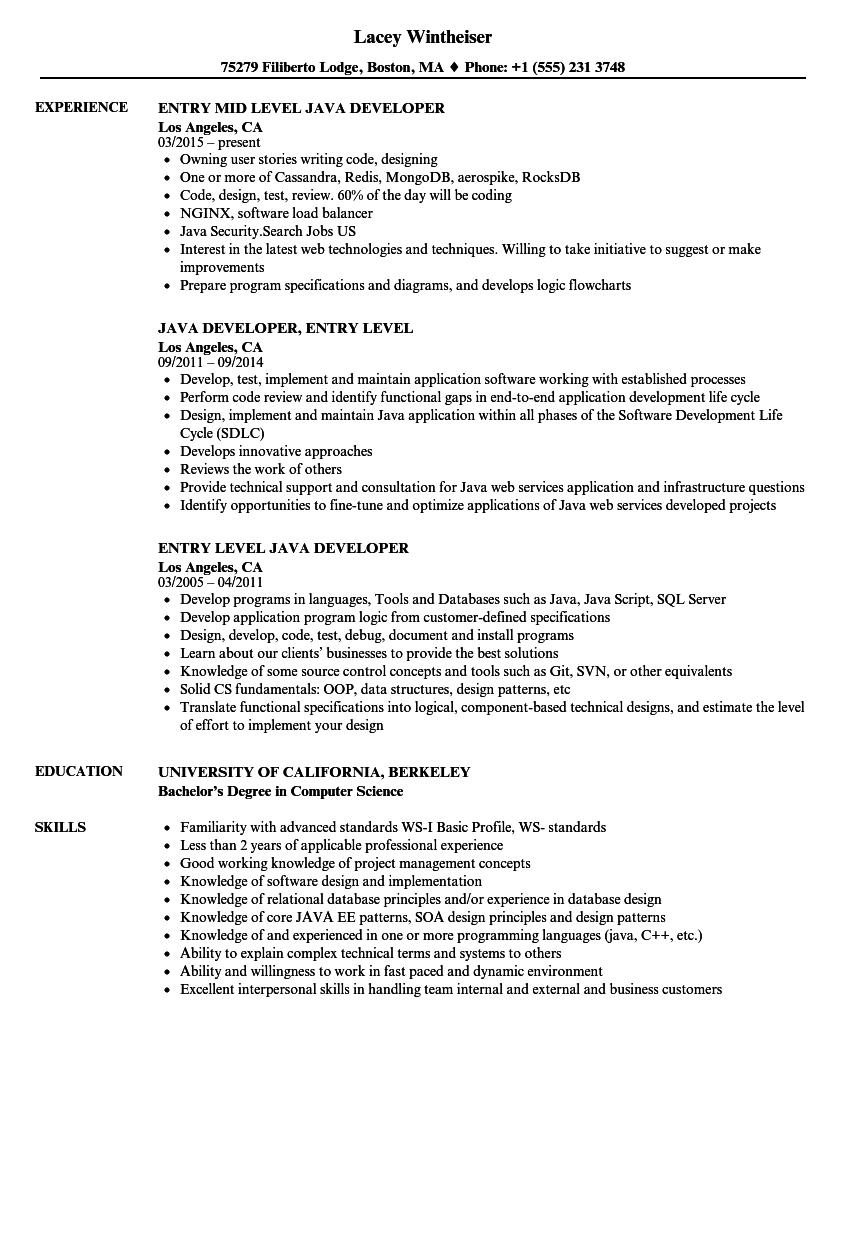 Lacey Wintheiser
75279 Filiberto Lodge, Boston, MA ♦ Phone: +1 (555) 231 3748
EXPERIENCE
ENTRY MID LEVEL JAVA DEVELOPER
Los Angeles, CA
03/2015 – present
• Owning user stories writing code, designing
• One or more of Cassandra, Redis, MongoDB, aerospike, RocksDB
• Code, design, test, review. 60% of the day will be coding
• NGINX, software load balancer
• Java Security.Search Jobs US
• Interest in the latest web technologies and techniques. Willing to take initiative to suggest or make
improvements
• Prepare program specifications and diagrams, and develops logic flowcharts
JAVA DEVELOPER, ENTRY LEVEL
Los Angeles, CA
09/2011 – 09/2014
• Develop, test, implement and maintain application software working with established processes
• Perform code review and identify functional gaps in end-to-end application development life cycle
• Design, implement and maintain Java application within all phases of the Software Development Life
Cycle (SDLC)
• Develops innovative approaches
• Reviews the work of others
• Provide technical support and consultation for Java web services application and infrastructure questions
• Identify opportunities to fine-tune and optimize applications of Java web services developed projects
ENTRY LEVEL JAVA DEVELOPER
Los Angeles, CA
03/2005 – 04/2011
• Develop programs in languages, Tools and Databases such as Java, Java Script, SQL Server
• Develop application program logic from customer-defined specifications
• Design, develop, code, test, debug, document and install programs
• Learn about our clients’ businesses to provide the best solutions
• Knowledge of some source control concepts and tools such as Git, SVN, or other equivalents
• Solid CS fundamentals: OOP, data structures, design patterns, etc
• Translate functional specifications into logical, component-based technical designs, and estimate the level
of effort to implement your design
EDUCATION
UNIVERSITY OF CALIFORNIA, BERKELEY
Bachelor’s Degree in Computer Science
SKILLS
• Familiarity with advanced standards WS-I Basic Profile, WS- standards
• Less than 2 years of applicable professional experience
• Good working knowledge of project management concepts
• Knowledge of software design and implementation
• Knowledge of relational database principles and/or experience in database design
• Knowledge of core JAVA EE patterns, SOA design principles and design patterns
• Knowledge of and experienced in one or more programming languages (java, C++, etc.)
• Ability to explain complex technical terms and systems to others
• Ability and willingness to work in fast paced and dynamic environment
• Excellent interpersonal skills in handling team internal and external and business customers